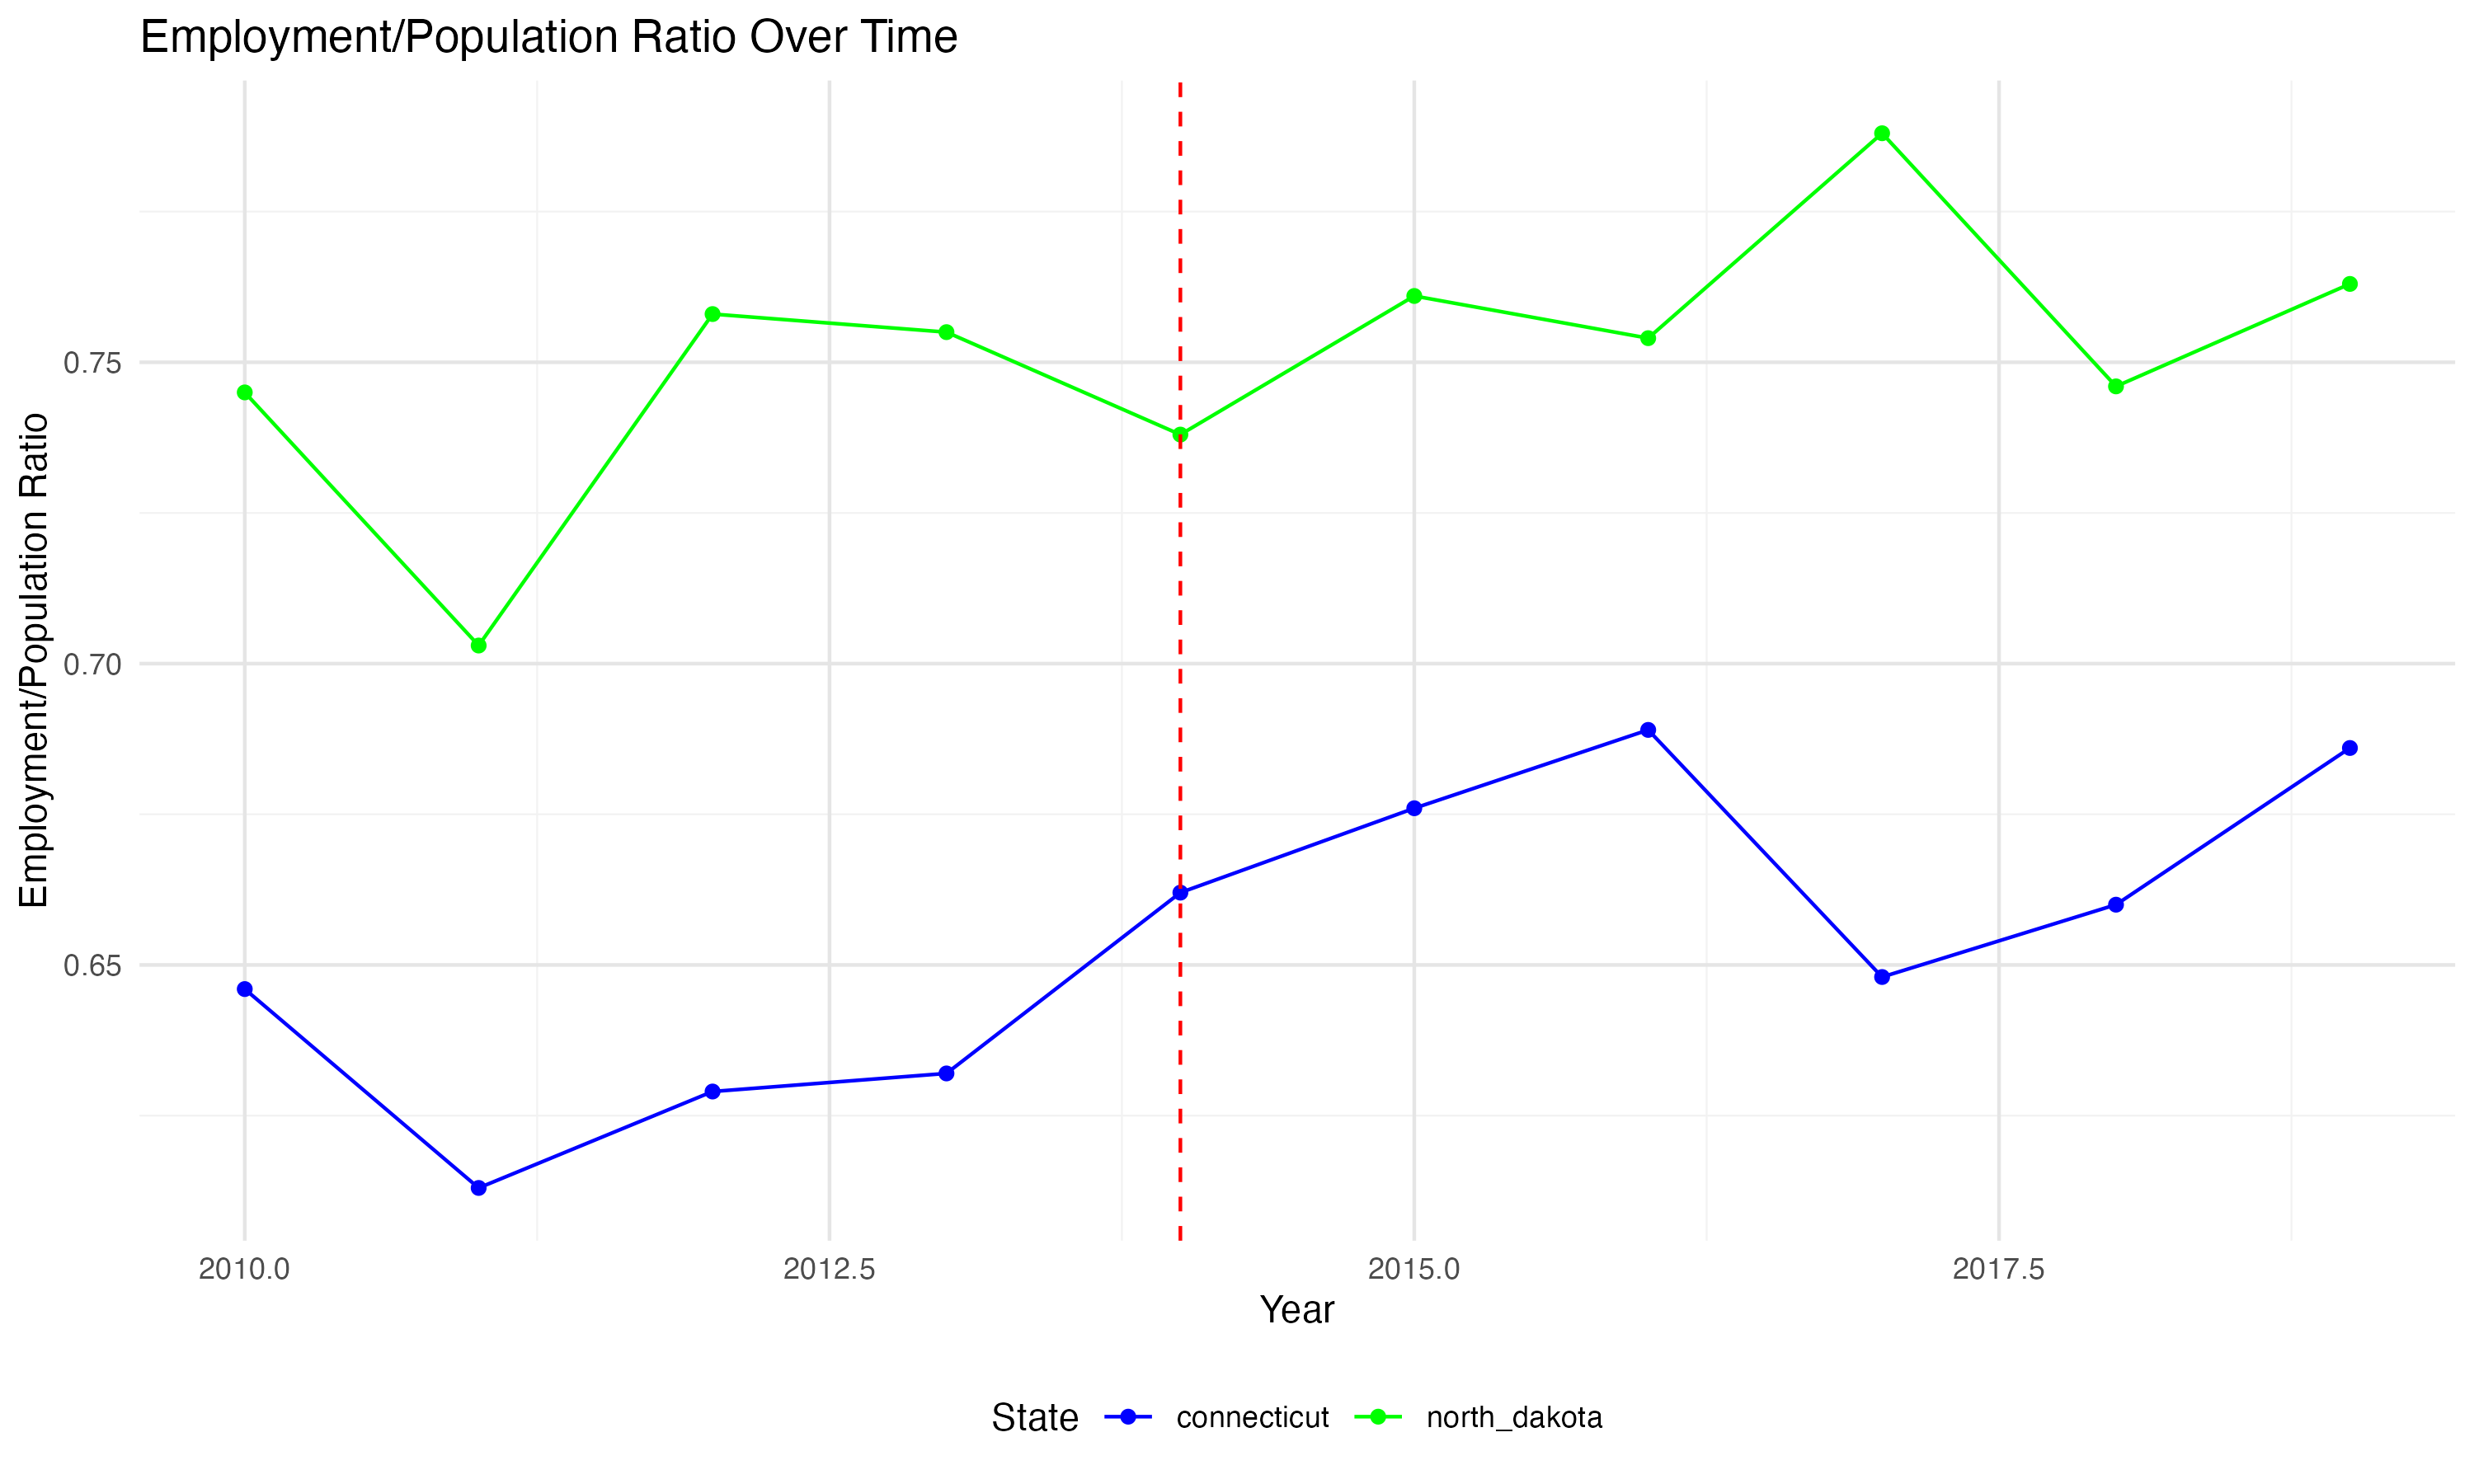 Employment/Population Ratio Over Time
Employment/Population Ratio
0.75
0.70
0.65
2010.0 2012.5 2015.0 2017.5
Year
State connecticut north_dakota